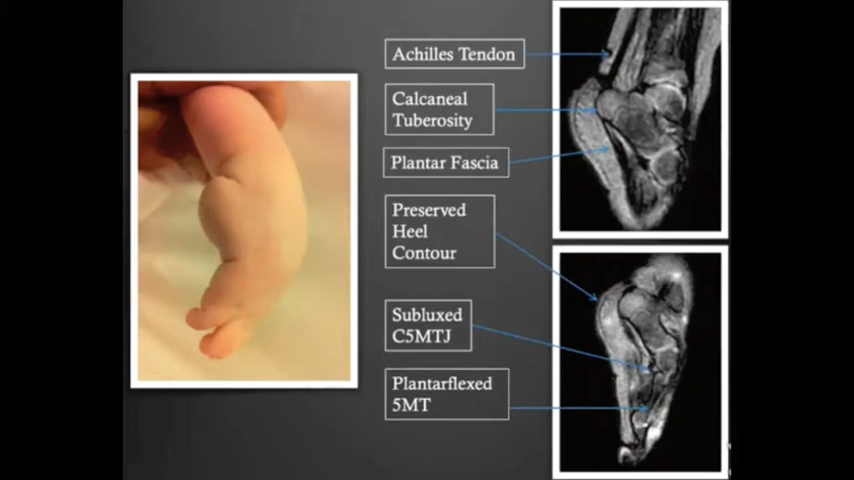 Achilles Tendon
Calcaneal
Tuberosity
Plantar Fascia
Preserved
Heel
Contour
Subluxed
C5MTJ
Plantarflexed
5MT